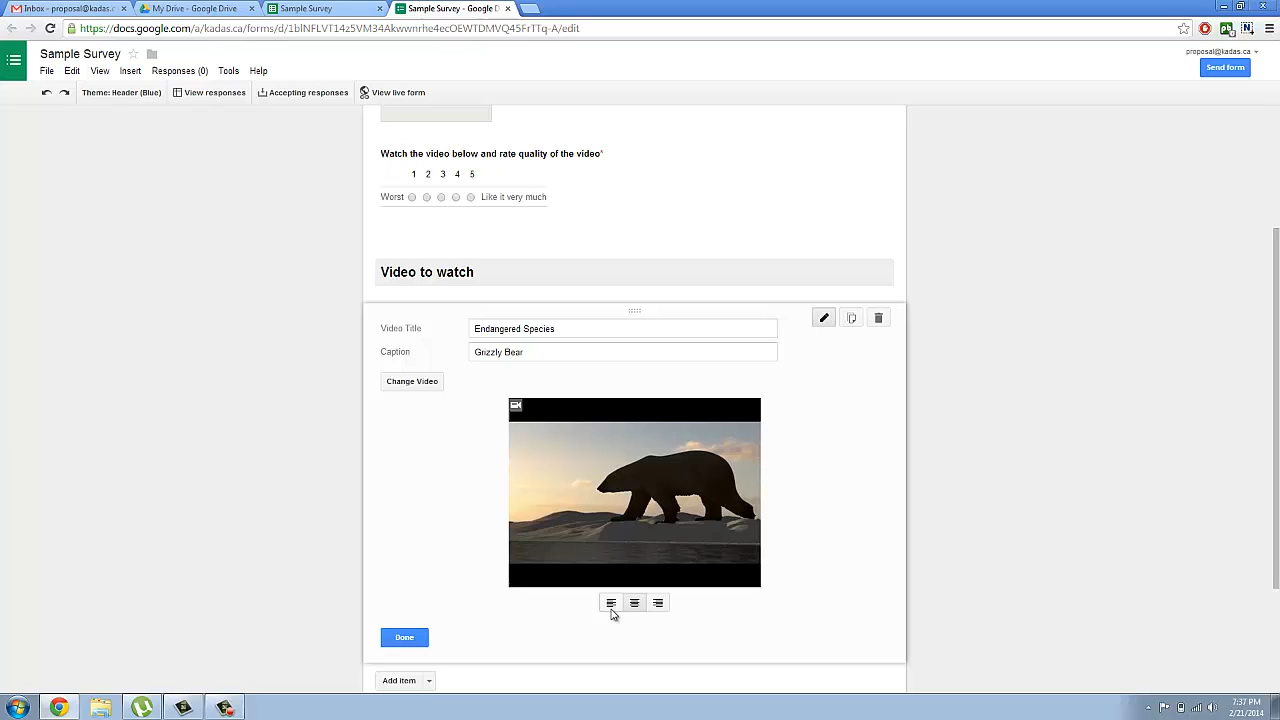 Inbox - proposal@kadas.c
My Drive - Google Drive
Sample Survey
Sample Survey - Google D
https://docs.google.com/a/kadas.ca/forms/d/1blNFLVT14z5VM34Akwwnrhe4ecOEWTDMVQ45FrTTq-A/edit
Sample Survey
proposal@kadas.ca
File Edit View Insert Responses (0) Tools Help
Send form
Theme: Header (Blue) View responses Accepting responses View live form
Watch the video below and rate quality of the video*
1 2 3 4 5
Worst Like it very much
Video to watch
Video Title Endangered Species
Caption Grizzly Bear
Change Video
Done
Add item
7:37 PM
2/21/2014